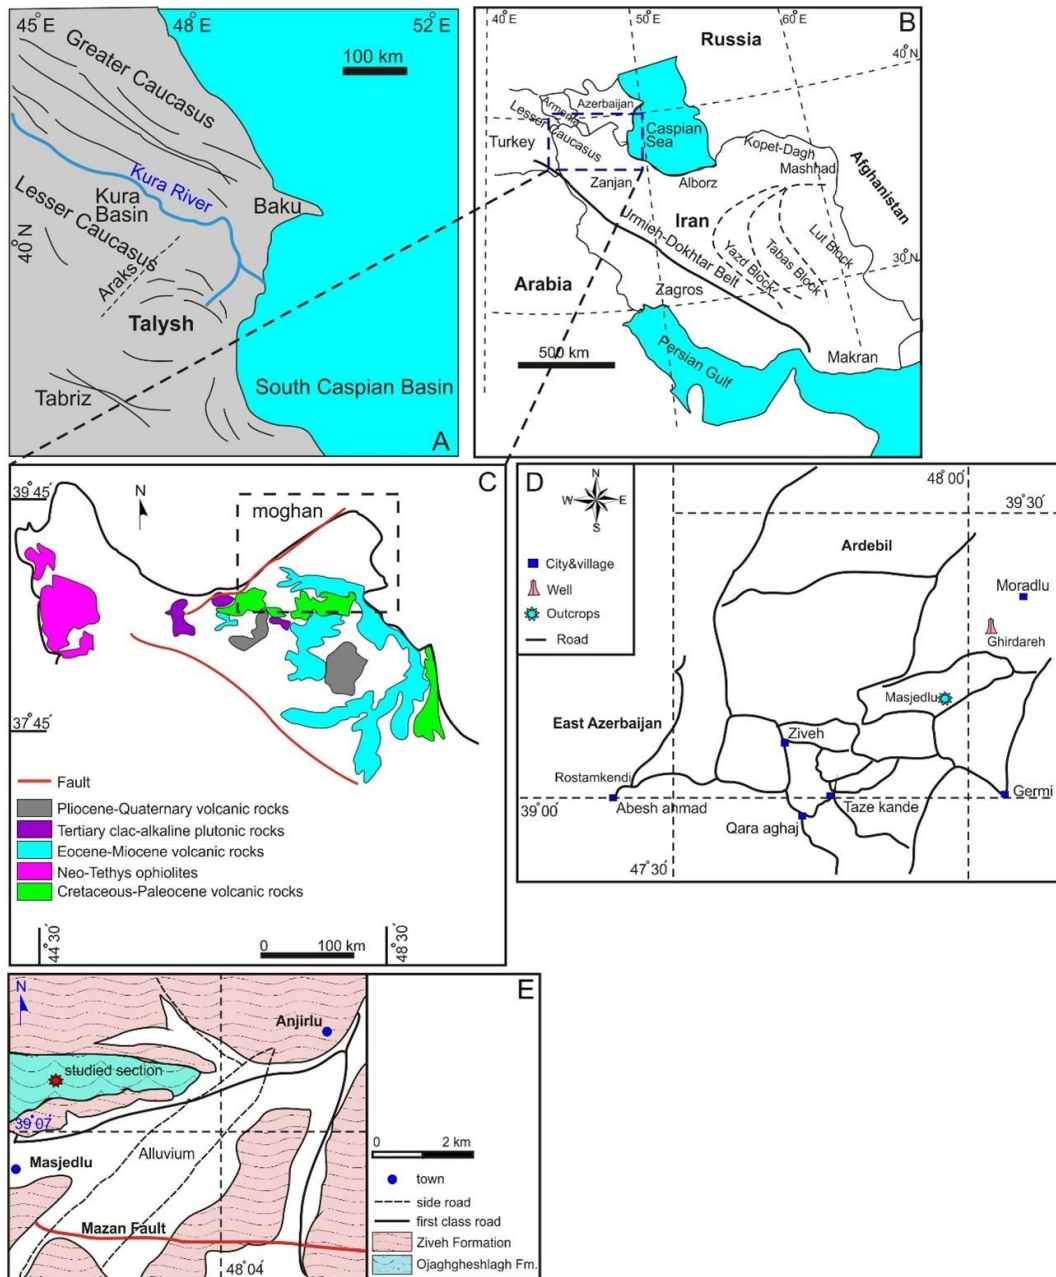 45°E
48°E
52°E
100 km
Greater Caucasus
Kura River
Kura
Basin
Baku
Lesser Caucasus
40°N
Araks
Talysh
Tabriz
South Caspian Basin
A
40°E
50°E
60°E
B
Russia
40°N
Azerbaijan
Armenia
Lesser Caucasus
Caspian
Sea
Turkey
Kopet-Dagh
Mashhad
Afghanistan
Zanjan
Alborz
Iran
Urmieh-Dokhtar Belt
Yazd Block
Tabas Block
Lut Block
30°N
Arabia
Zagros
500 km
Persian Gulf
Makran
C
39°45´
N
moghan
37°45´
Fault
Pliocene-Quaternary volcanic rocks
Tertiary clac-alkaline plutonic rocks
Eocene-Miocene volcanic rocks
Neo-Tethys ophiolites
Cretaceous-Paleocene volcanic rocks
44°30´
0 100 km
48°30´
D
N
W E
S
City&village
Well
Outcrops
Road
48°00´
39°30´
Ardebil
Moradlu
Ghirdareh
Masjedlu
East Azerbaijan
Ziveh
Rostamkendi
39°00´
Abesh ahmad
Taze kande
Germi
Qara aghaj
47°30´
E
N
Anjirlu
studied section
39°07´
Alluvium
Masjedlu
Mazan Fault
48°04´
0 2 km
town
side road
first class road
Ziveh Formation
Ojaghgheshlagh Fm.